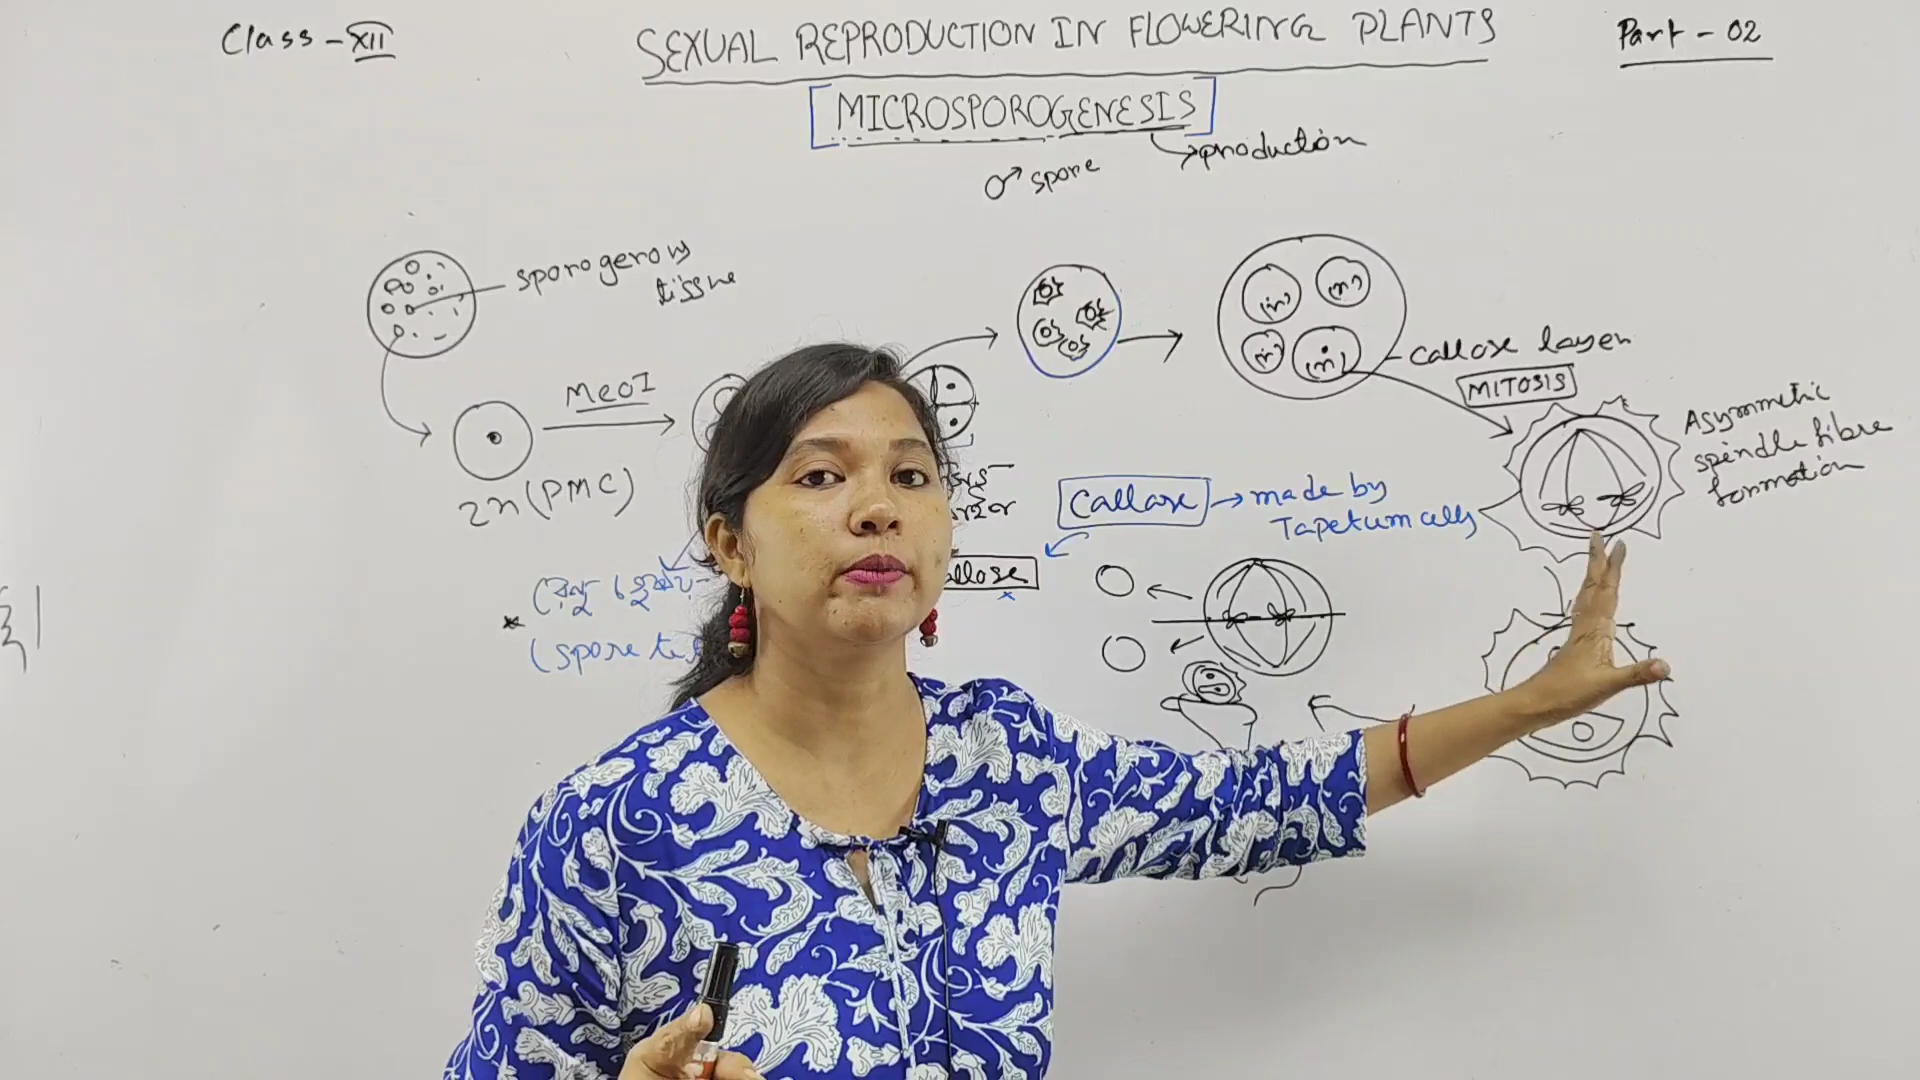 Class - XII
SEXUAL REPRODUCTION IN FLOWERING PLANTS
Part - 02
MICROSPOROGENESIS
production
♂ spore
sporogenous
tissue
MeoI
2n (PMC)
(n)
(n)
(n)
(n)
callose layer
MITOSIS
Asymmetric
spindle fibre
formation
Callose → made by
Tapetum cells
(রেণু
(spore